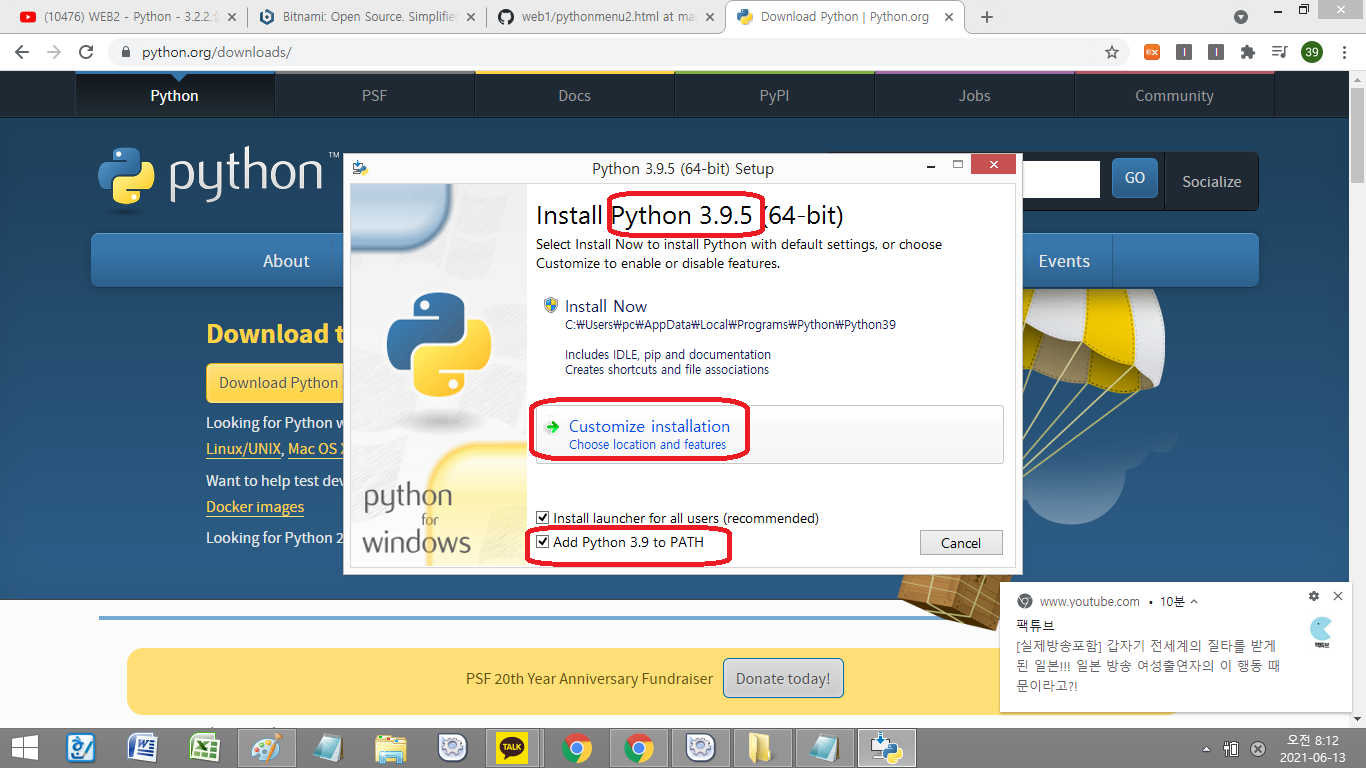 (10476) WEB2 - Python - 3.2.2.
Bitnami: Open Source. Simplifie
web1/pythonmenu2.html at mai
Download Python | Python.org
python.org/downloads/
39
Python
PSF
Docs
PyPI
Jobs
Community
python™
GO
Socialize
About
Events
Download t
Download Python
Looking for Python w
Linux/UNIX, Mac OS X
Want to help test dev
Docker images
Looking for Python 2
Python 3.9.5 (64-bit) Setup
Install Python 3.9.5 (64-bit)
Select Install Now to install Python with default settings, or choose
Customize to enable or disable features.
Install Now
C:₩Users₩pc₩AppData₩Local₩Programs₩Python₩Python39
Includes IDLE, pip and documentation
Creates shortcuts and file associations
Customize installation
Choose location and features
python
for
windows
Install launcher for all users (recommended)
Add Python 3.9 to PATH
Cancel
www.youtube.com • 10분
팩튜브
[실제방송포함] 갑자기 전세계의 질타를 받게
된 일본!!! 일본 방송 여성출연자의 이 행동 때
문이라고?!
팩튜브
PSF 20th Year Anniversary Fundraiser
Donate today!
TALK
오전 8:12
2021-06-13